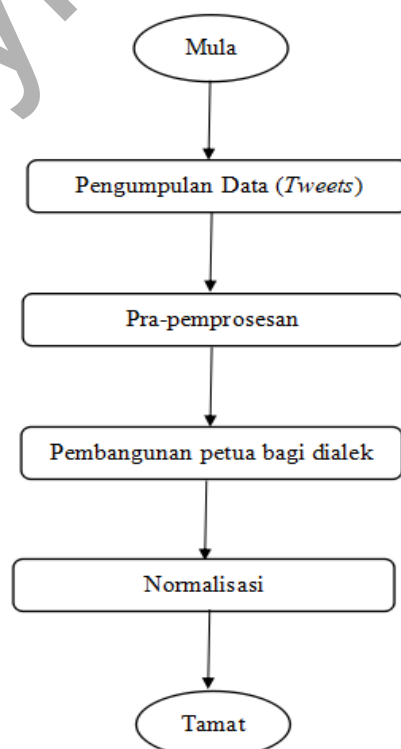 Mula
Pengumpulan Data (Tweets)
Pra-pemprosesan
Pembangunan petua bagi dialek
Normalisasi
Tamat